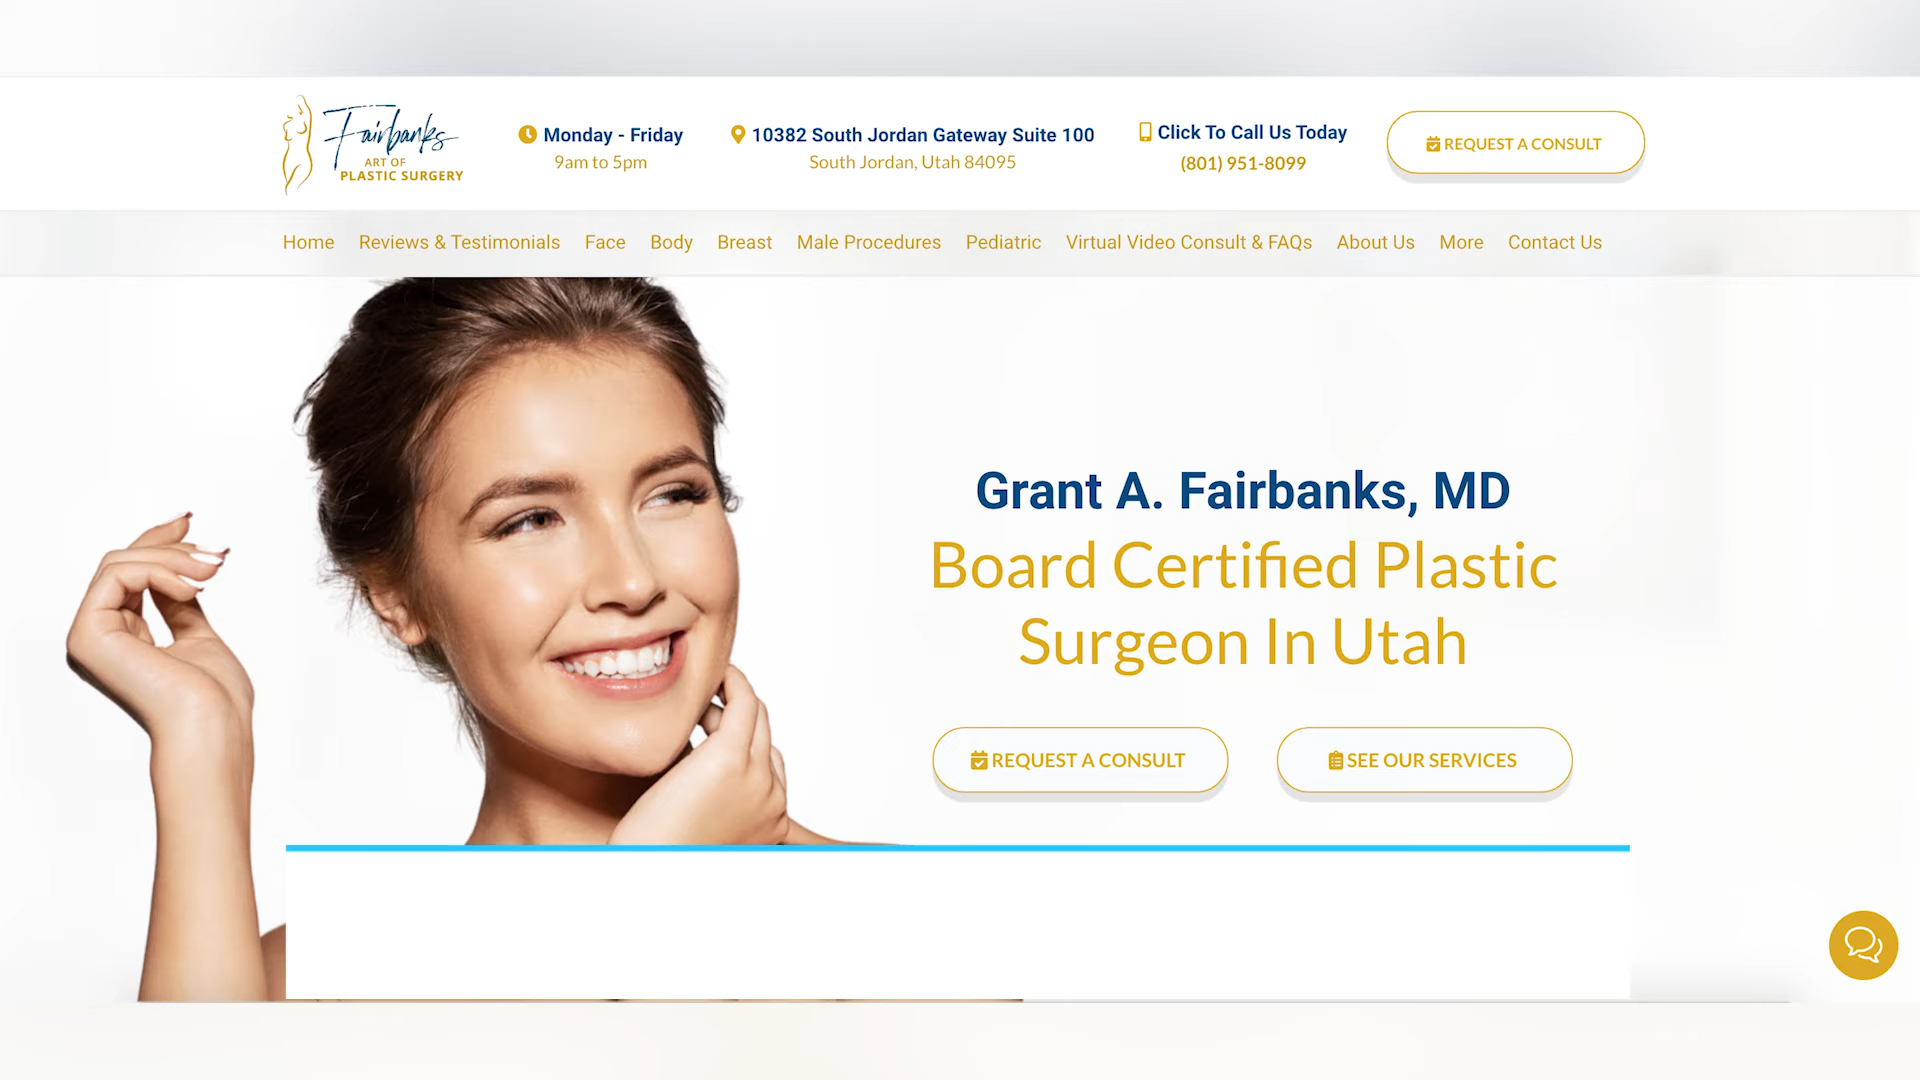 Fairbanks
ART OF
PLASTIC SURGERY
Monday - Friday
9am to 5pm
10382 South Jordan Gateway Suite 100
South Jordan, Utah 84095
Click To Call Us Today
(801) 951-8099
REQUEST A CONSULT
Home Reviews & Testimonials Face Body Breast Male Procedures Pediatric Virtual Video Consult & FAQs About Us More Contact Us
Grant A. Fairbanks, MD
Board Certified Plastic
Surgeon In Utah
REQUEST A CONSULT
SEE OUR SERVICES